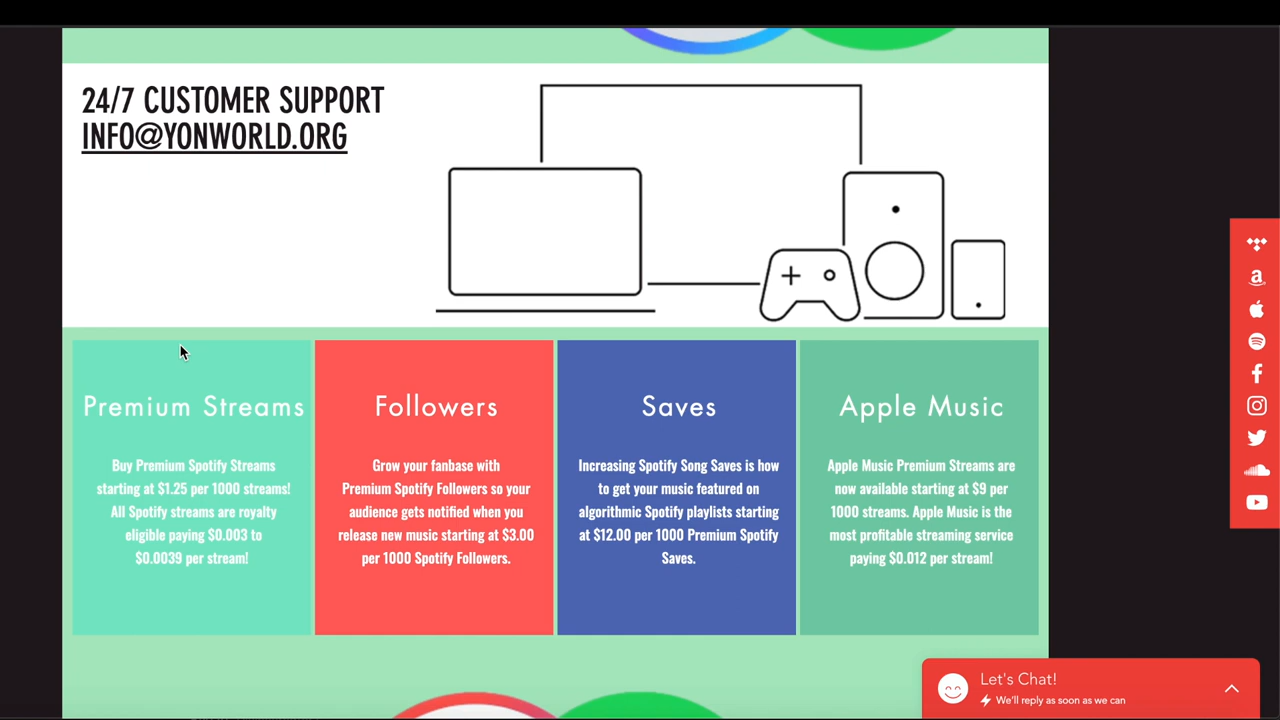 24/7 CUSTOMER SUPPORT
INFO@YONWORLD.ORG
Premium Streams
Buy Premium Spotify Streams
starting at $1.25 per 1000 streams!
All Spotify streams are royalty
eligible paying $0.003 to
$0.0039 per stream!
Followers
Grow your fanbase with
Premium Spotify Followers so your
audience gets notified when you
release new music starting at $3.00
per 1000 Spotify Followers.
Saves
Increasing Spotify Song Saves is how
to get your music featured on
algorithmic Spotify playlists starting
at $12.00 per 1000 Premium Spotify
Saves.
Apple Music
Apple Music Premium Streams are
now available starting at $9 per
1000 streams. Apple Music is the
most profitable streaming service
paying $0.012 per stream!
Let's Chat!
We'll reply as soon as we can